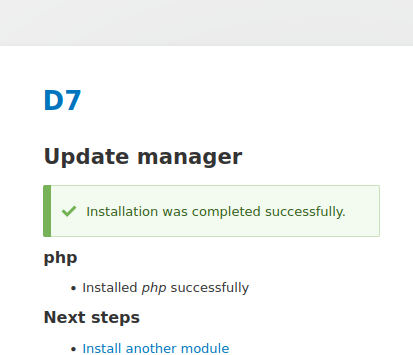 D7
Update manager
Installation was completed successfully.
php
Installed php successfully
Next steps
Install another module